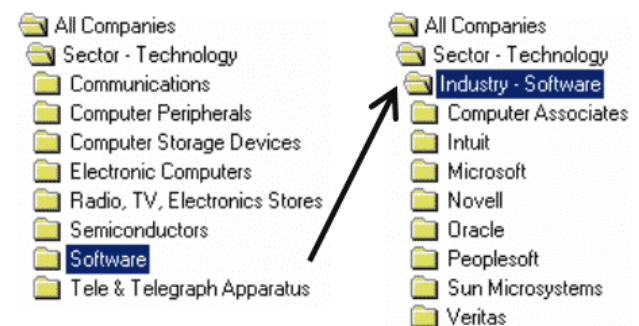 All Companies
Sector - Technology
Communications
Computer Peripherals
Computer Storage Devices
Electronic Computers
Radio, TV, Electronics Stores
Semiconductors
Software
Tele & Telegraph Apparatus
All Companies
Sector - Technology
Industry - Software
Computer Associates
Intuit
Microsoft
Novell
Oracle
Peoplesoft
Sun Microsystems
Veritas